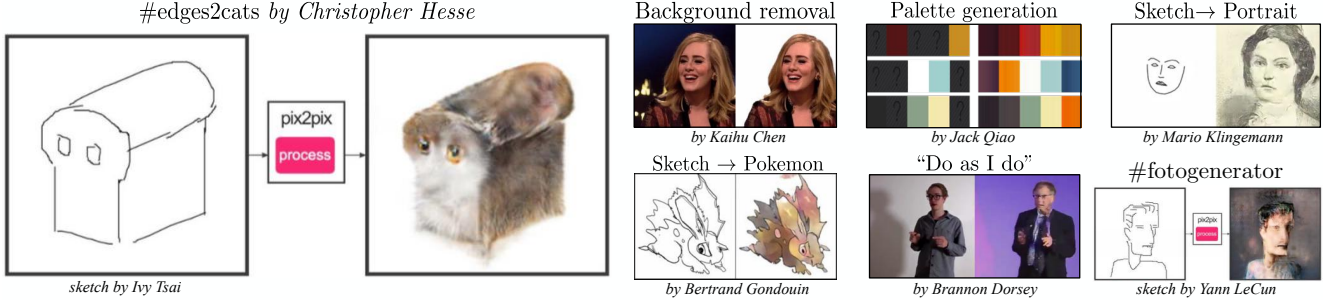 #edges2cats by Christopher Hesse
pix2pix
process
sketch by Ivy Tsai
Background removal
by Kaihu Chen
Palette generation
? ? ?
? ? ?
? ?
by Jack Qiao
Sketch → Portrait
by Mario Klingemann
Sketch → Pokemon
by Bertrand Gondouin
“Do as I do”
by Brannon Dorsey
#fotogenerator
pix2pix
process
sketch by Yann LeCun